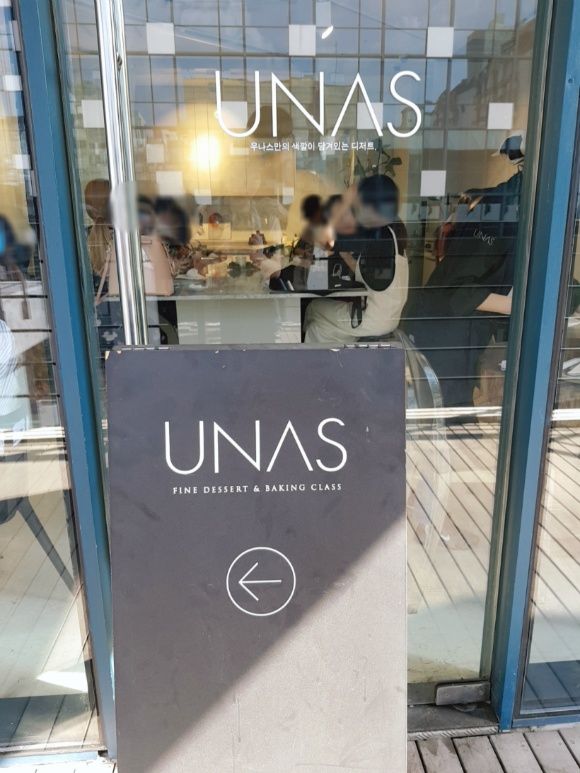 UNAS
우나스만의 색깔이 담겨있는 디저트,
UNAS
UNAS
FINE DESSERT & BAKING CLASS